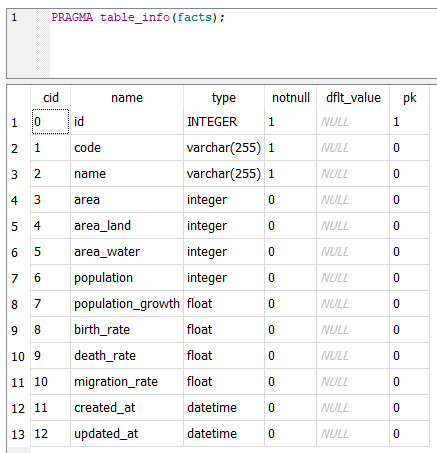 1 PRAGMA table_info(facts);
cid name type notnull dflt_value pk
1 0 id INTEGER 1 NULL 1
2 1 code varchar(255) 1 NULL 0
3 2 name varchar(255) 1 NULL 0
4 3 area integer 0 NULL 0
5 4 area_land integer 0 NULL 0
6 5 area_water integer 0 NULL 0
7 6 population integer 0 NULL 0
8 7 population_growth float 0 NULL 0
9 8 birth_rate float 0 NULL 0
10 9 death_rate float 0 NULL 0
11 10 migration_rate float 0 NULL 0
12 11 created_at datetime 0 NULL 0
13 12 updated_at datetime 0 NULL 0